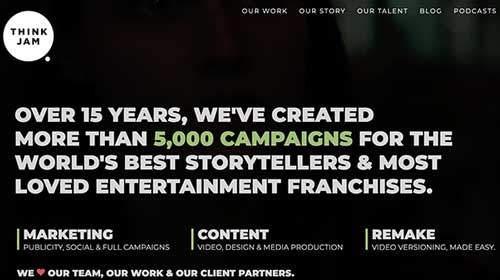 THINK
JAM
OUR WORK OUR STORY OUR TALENT BLOG PODCASTS
OVER 15 YEARS, WE'VE CREATED
MORE THAN 5,000 CAMPAIGNS FOR THE
WORLD'S BEST STORYTELLERS & MOST
LOVED ENTERTAINMENT FRANCHISES.
MARKETING
PUBLICITY, SOCIAL & FULL CAMPAIGNS
CONTENT
VIDEO, DESIGN & MEDIA PRODUCTION
REMAKE
VIDEO VERSIONING, MADE EASY.
WE ❤ OUR TEAM, OUR WORK & OUR CLIENT PARTNERS.